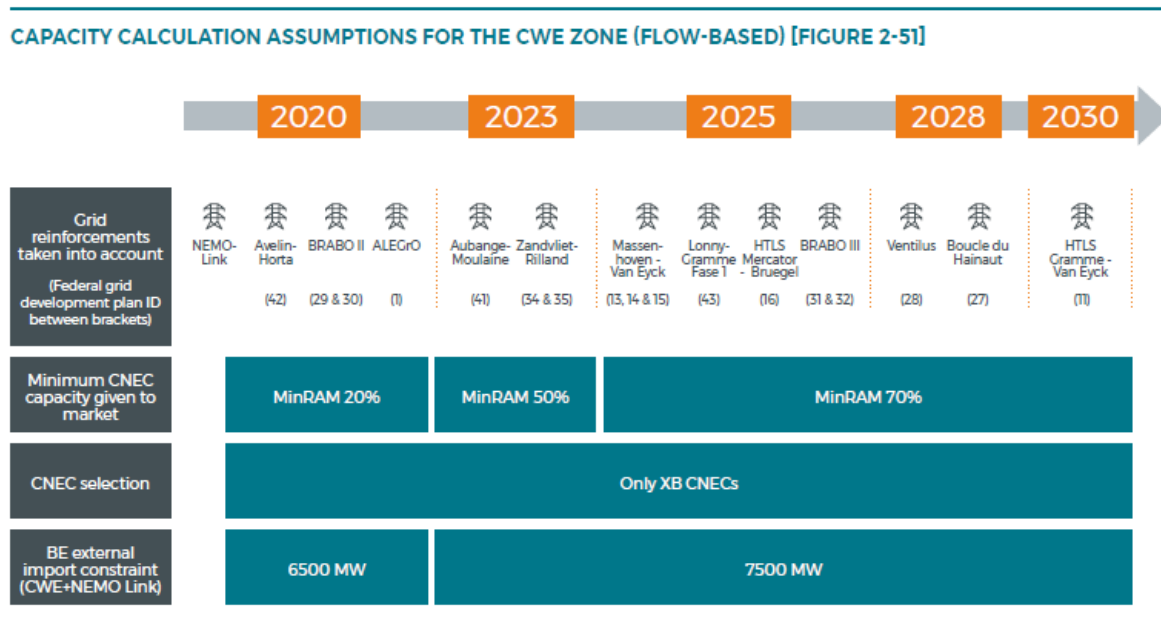 CAPACITY CALCULATION ASSUMPTIONS FOR THE CWE ZONE (FLOW-BASED) [FIGURE 2-51]
2020
2023
2025
2028
2030
Grid
reinforcements
taken into account
(Federal grid
development plan ID
between brackets)
NEMO-
Link
Avelin-
Horta
(42)
BRABO II
(29 & 30)
ALEGrO
(1)
Aubange-
Moulaine
(41)
Zandvliet-
Rilland
(34 & 35)
Massen-
hoven -
Van Eyck
(13, 14 & 15)
Lonny-
Gramme
Fase 1
(43)
HTLS
Mercator
- Bruegel
(16)
BRABO III
(31 & 32)
Ventilus
(28)
Boucle du
Hainaut
(27)
HTLS
Gramme -
Van Eyck
(11)
Minimum CNEC
capacity given to
market
MinRAM 20%
MinRAM 50%
MinRAM 70%
CNEC selection
Only XB CNECs
BE external
import constraint
(CWE+NEMO Link)
6500 MW
7500 MW